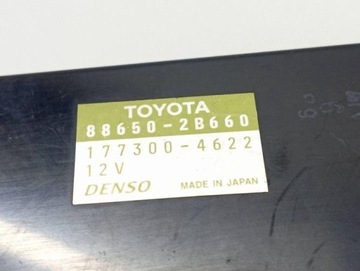 TOYOTA
88650-2B660
177300-4622
12V
DENSO MADE IN JAPAN